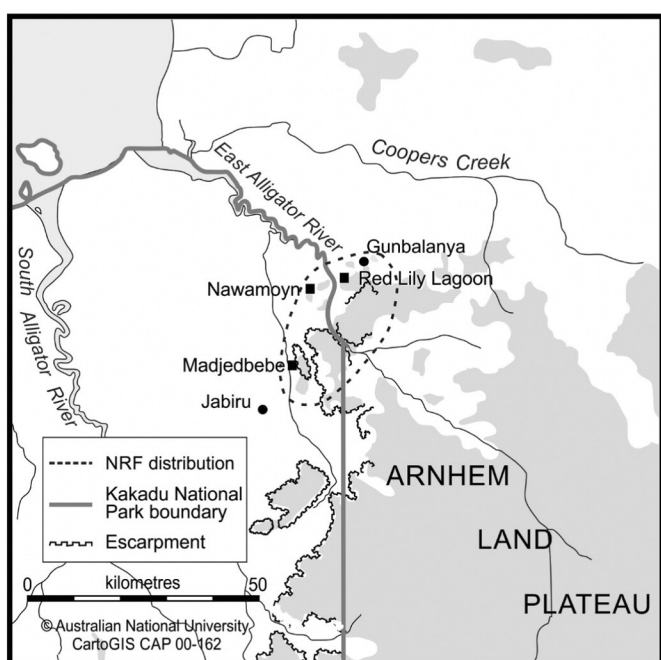 Coopers Creek
East Alligator River
Gunbalanya
Red Lily Lagoon
Nawamoyn
South Alligator River
Madjedbebe
Jabiru
NRF distribution
Kakadu National
Park boundary
Escarpment
ARNHEM
LAND
PLATEAU
0 kilometres 50
© Australian National University
CartoGIS CAP 00-162